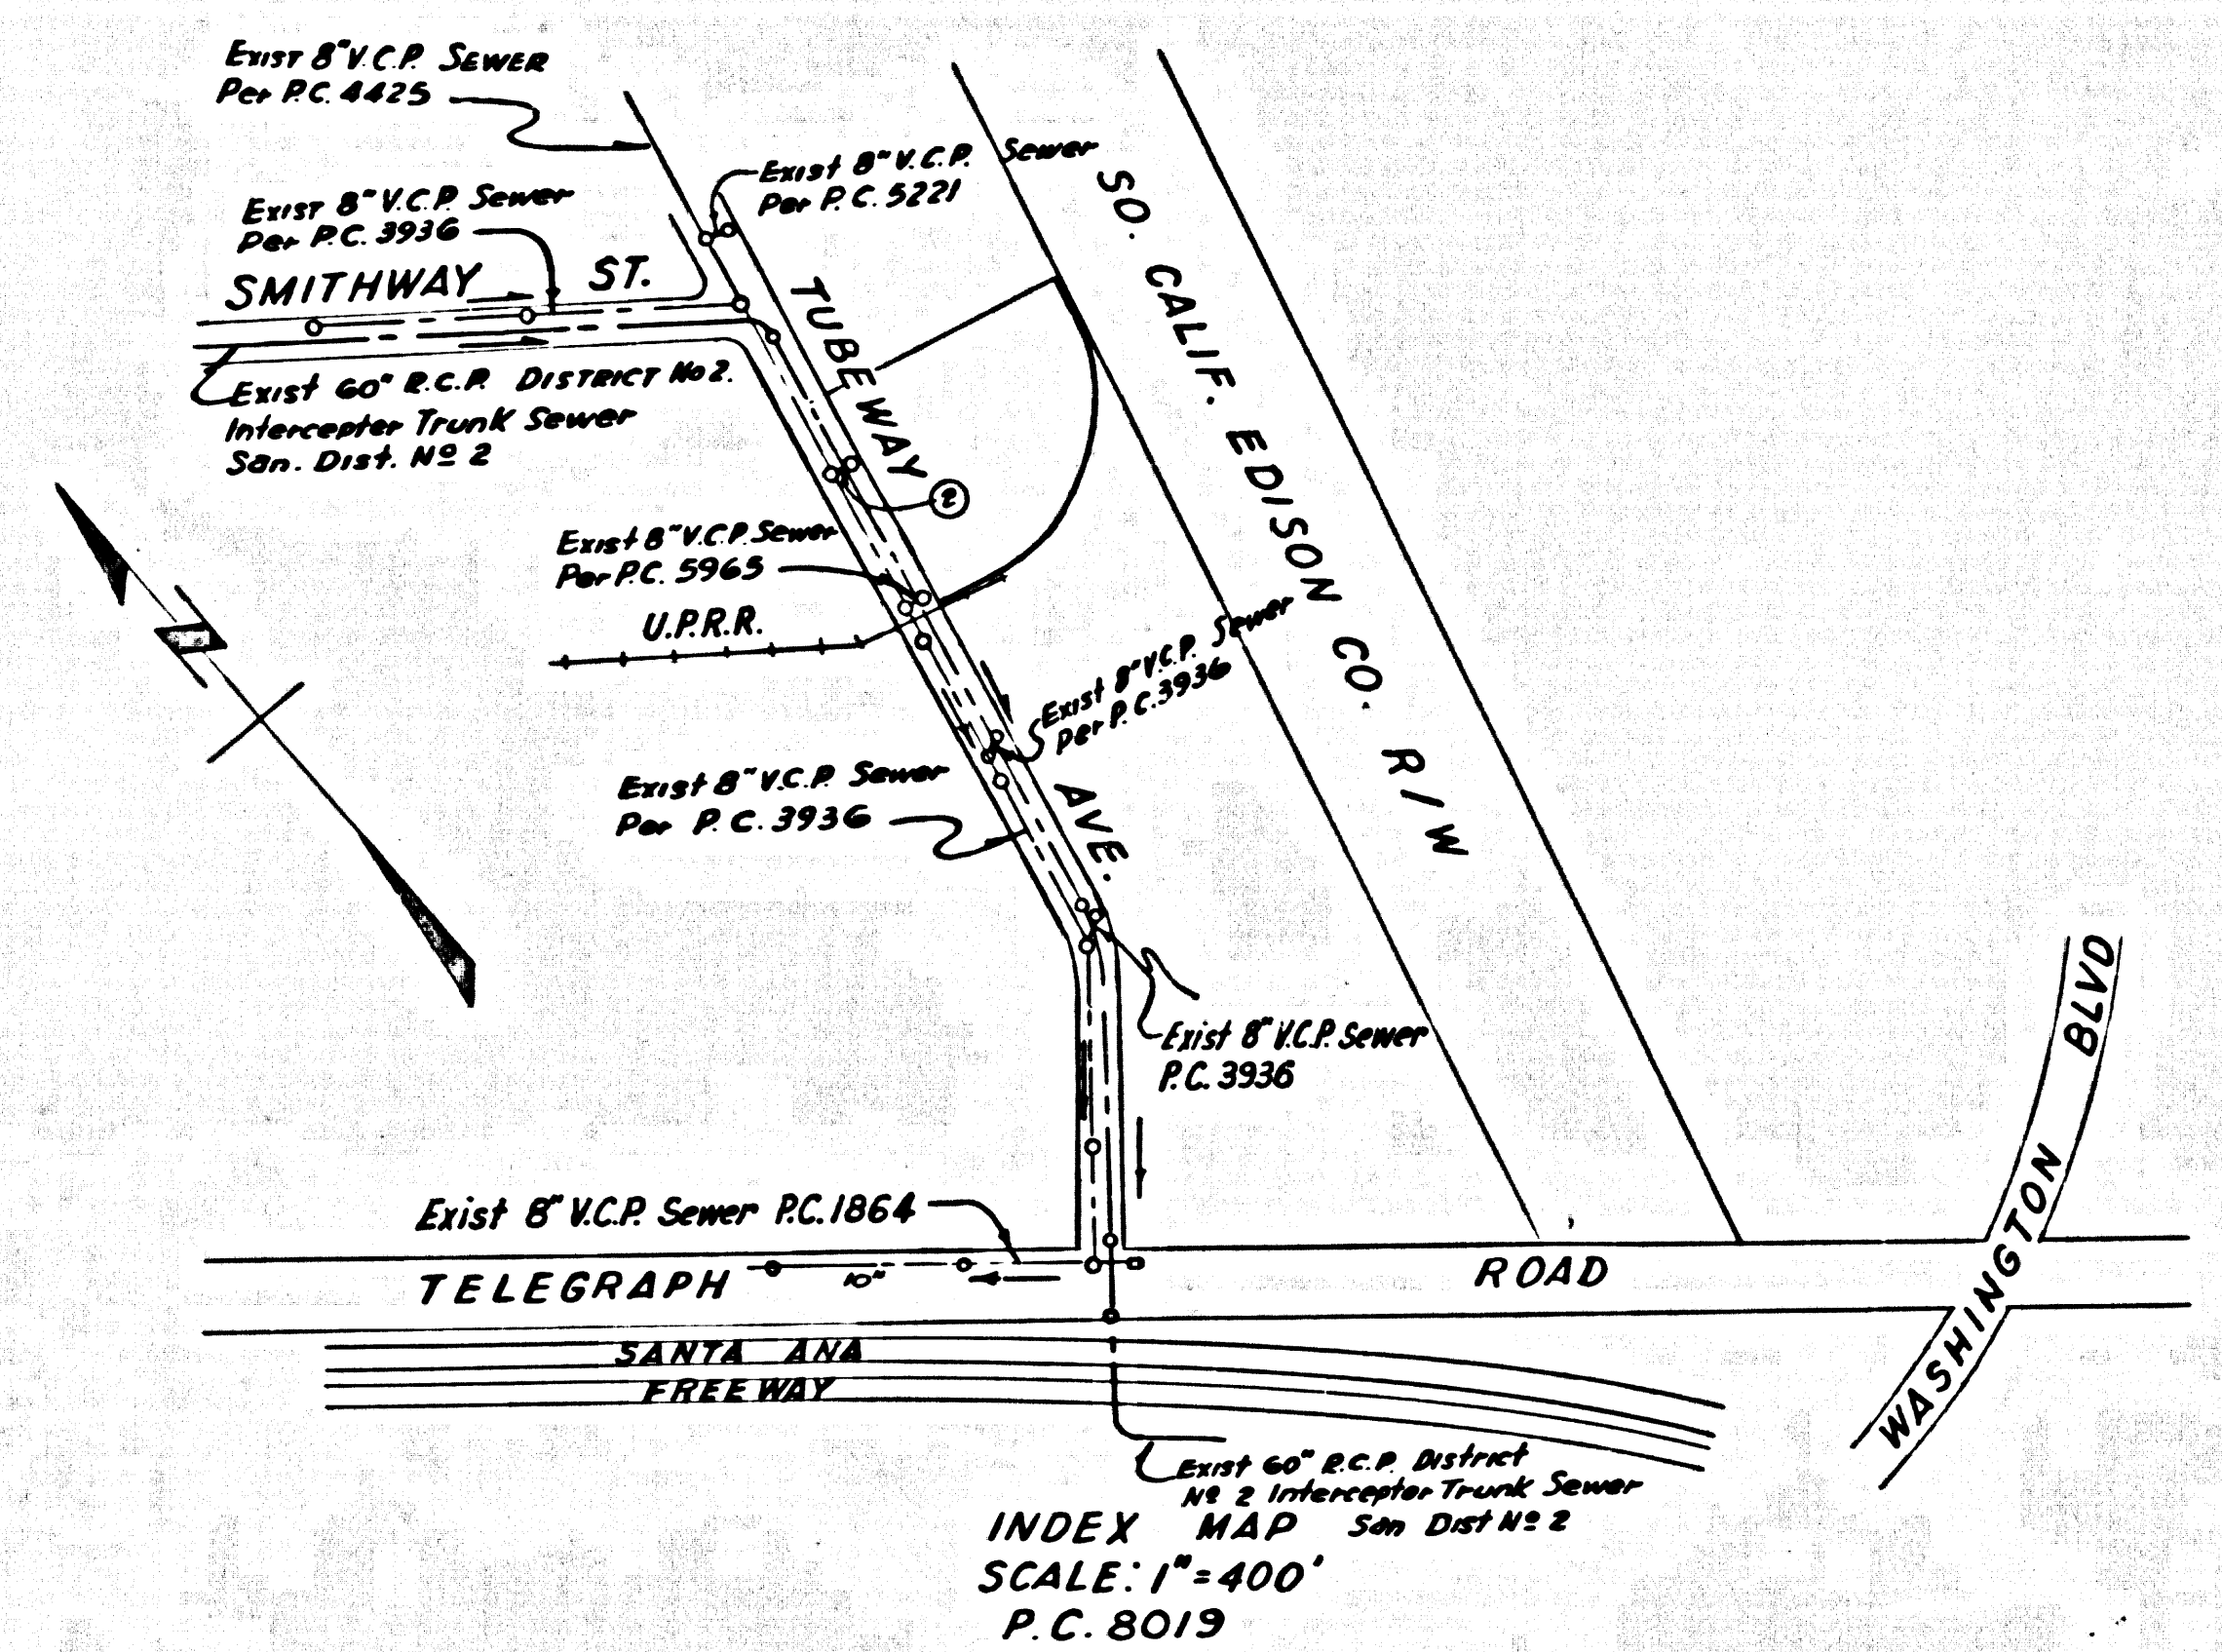 Exist 8" V.C.P. SEWER
Per P.C. 4425
Exist 8" V.C.P. Sewer
Per P.C. 5221
Exist 8" V.C.P. Sewer
Per P.C. 3936
SMITHWAY ST.
Exist 60" R.C.P. DISTRICT No 2.
Intercepter Trunk Sewer
San. Dist. Nº 2
TUBEWAY AVE.
SO. CALIF. EDISON CO. R/W
2
Exist 8" V.C.P. Sewer
Per P.C. 5965
U.P.R.R.
N
Exist 8" V.C.P. Sewer
Per P.C. 3936
Exist 8" V.C.P. Sewer
Per P.C. 3936
Exist 8" V.C.P. Sewer
P.C. 3936
Exist 8" V.C.P. Sewer P.C. 1864
TELEGRAPH ROAD
10"
WASHINGTON BLVD
SANTA ANA
FREEWAY
Exist 60" R.C.P. District
Nº 2 Interceptor Trunk Sewer
San Dist Nº 2
INDEX MAP
SCALE: 1"=400'
P.C. 8019